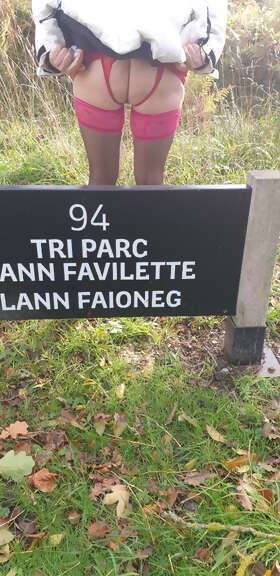 94
TRI PARC
ANN FAVILETTE
LANN FAIONEG